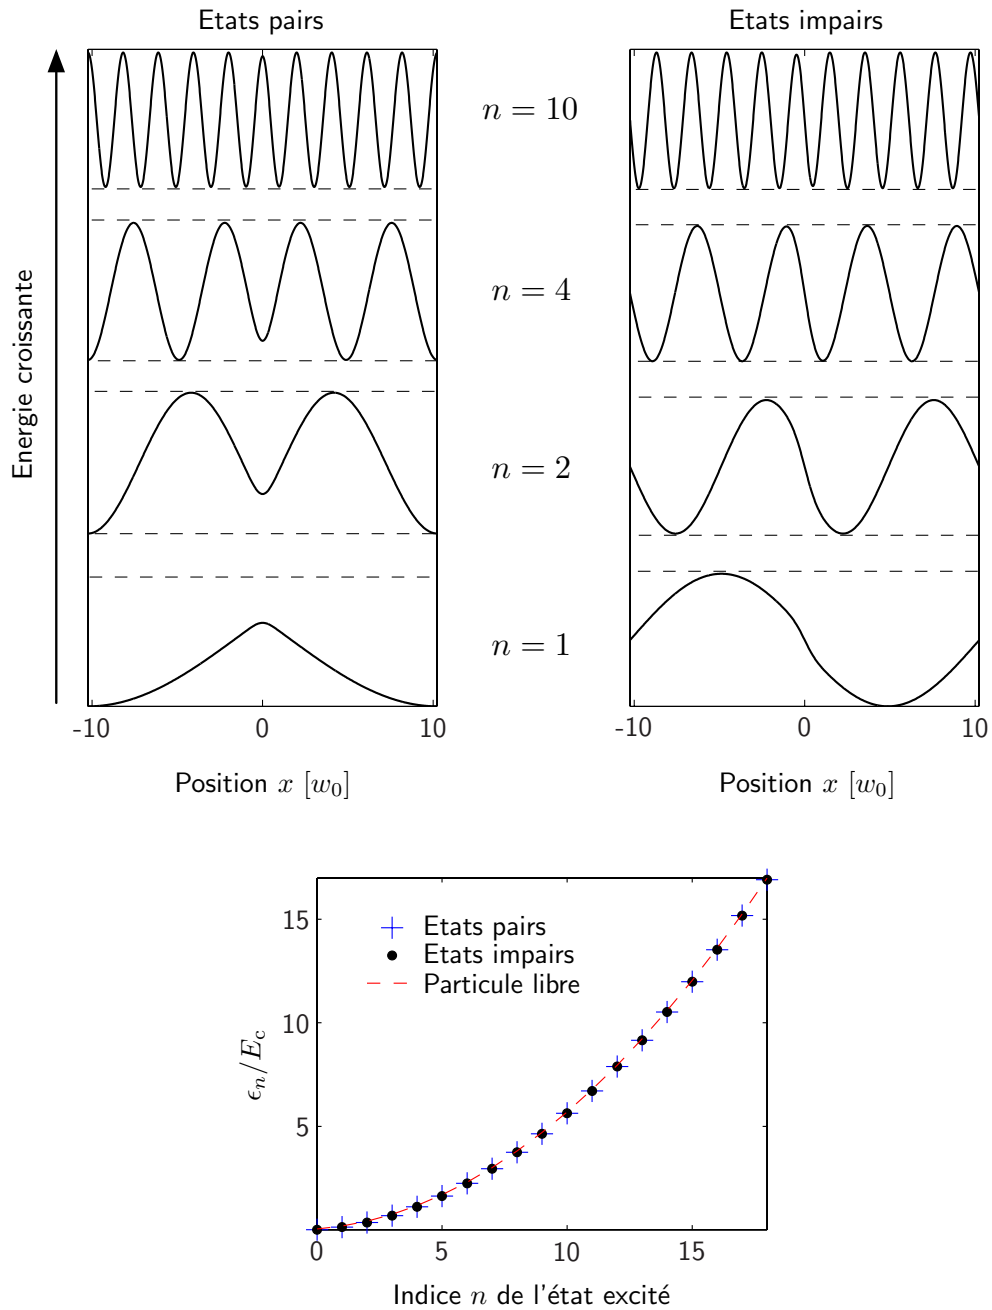 Etats pairs
Etats impairs
Energie croissante
n = 10
n = 4
n = 2
n = 1
-10 0 10
-10 0 10
Position x [w₀]
Position x [w₀]
Etats pairs
Etats impairs
Particule libre
ϵₙ/E_c
15
10
5
0 5 10 15
Indice n de l'état excité